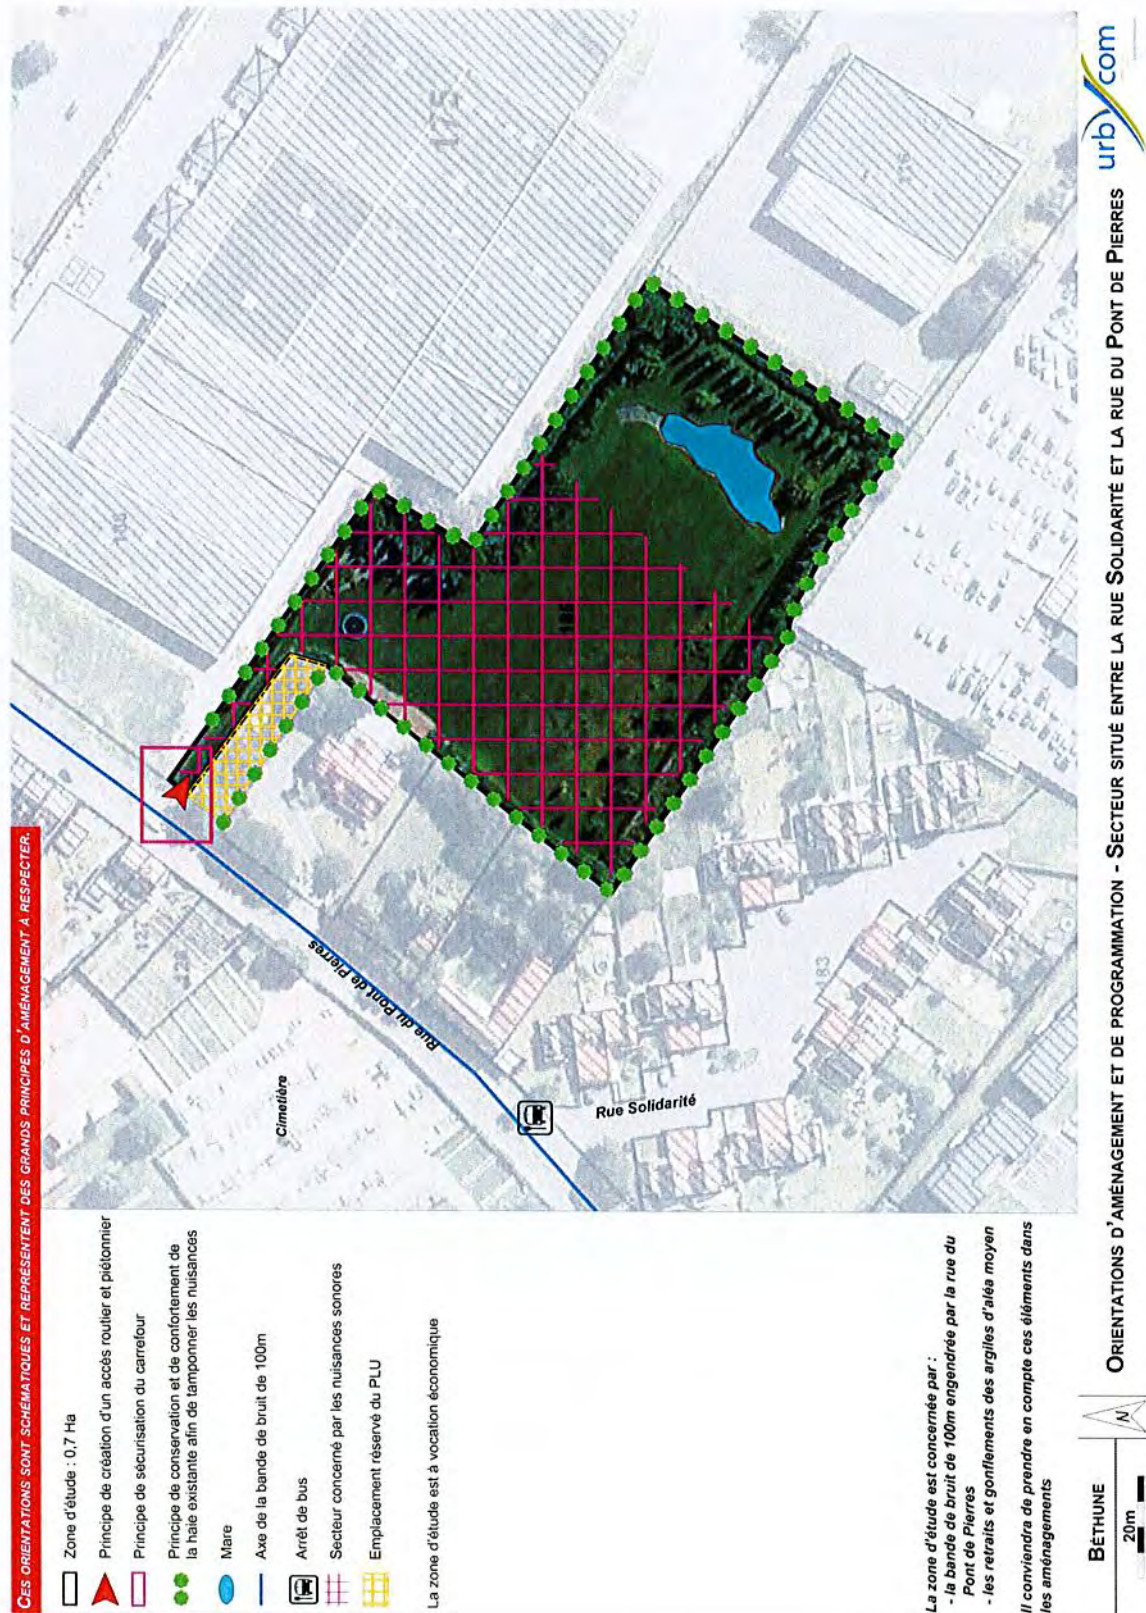 CES ORIENTATIONS SONT SCHÉMATIQUES ET REPRÉSENTENT DES GRANDS PRINCIPES D'AMÉNAGEMENT A RESPECTER.
Zone d'étude : 0,7 Ha
Principe de création d'un accès routier et piétonnier
Principe de sécurisation du carrefour
Principe de conservation et de confortement de
la haie existante afin de tamponner les nuisances
Mare
Axe de la bande de bruit de 100m
Arrêt de bus
Secteur concerné par les nuisances sonores
Emplacement réservé du PLU
La zone d'étude est à vocation économique
La zone d'étude est concernée par :
- la bande de bruit de 100m engendrée par la rue du
Pont de Pierres
- les retraits et gonflements des argiles d'aléa moyen
Il conviendra de prendre en compte ces éléments dans
les aménagements
Cimetière
Rue du Pont de Pierres
Rue Solidarité
175
183
BÉTHUNE
20m
N
ORIENTATIONS D'AMÉNAGEMENT ET DE PROGRAMMATION - SECTEUR SITUÉ ENTRE LA RUE SOLIDARITÉ ET LA RUE DU PONT DE PIERRES
urbycom